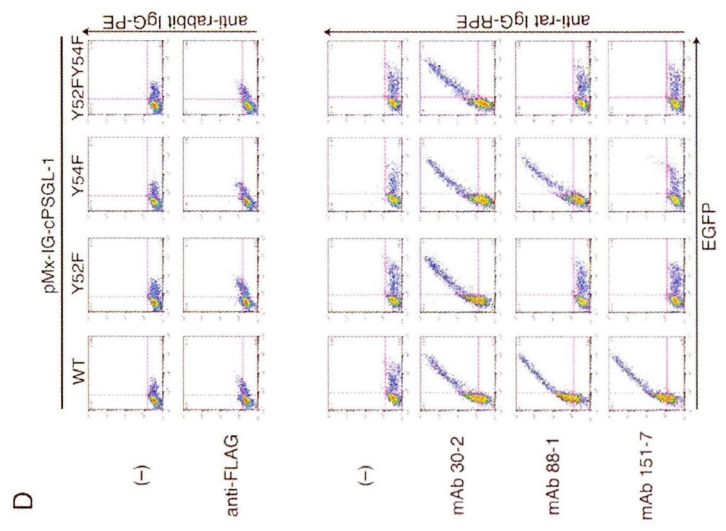 D
pMx-IG-cPSGL-1
WT Y52F Y54F Y52FY54F
(-)
anti-FLAG
anti-rabbit IgG-PE
(-)
mAb 30-2
mAb 88-1
mAb 151-7
anti-rat IgG-RPE
EGFP